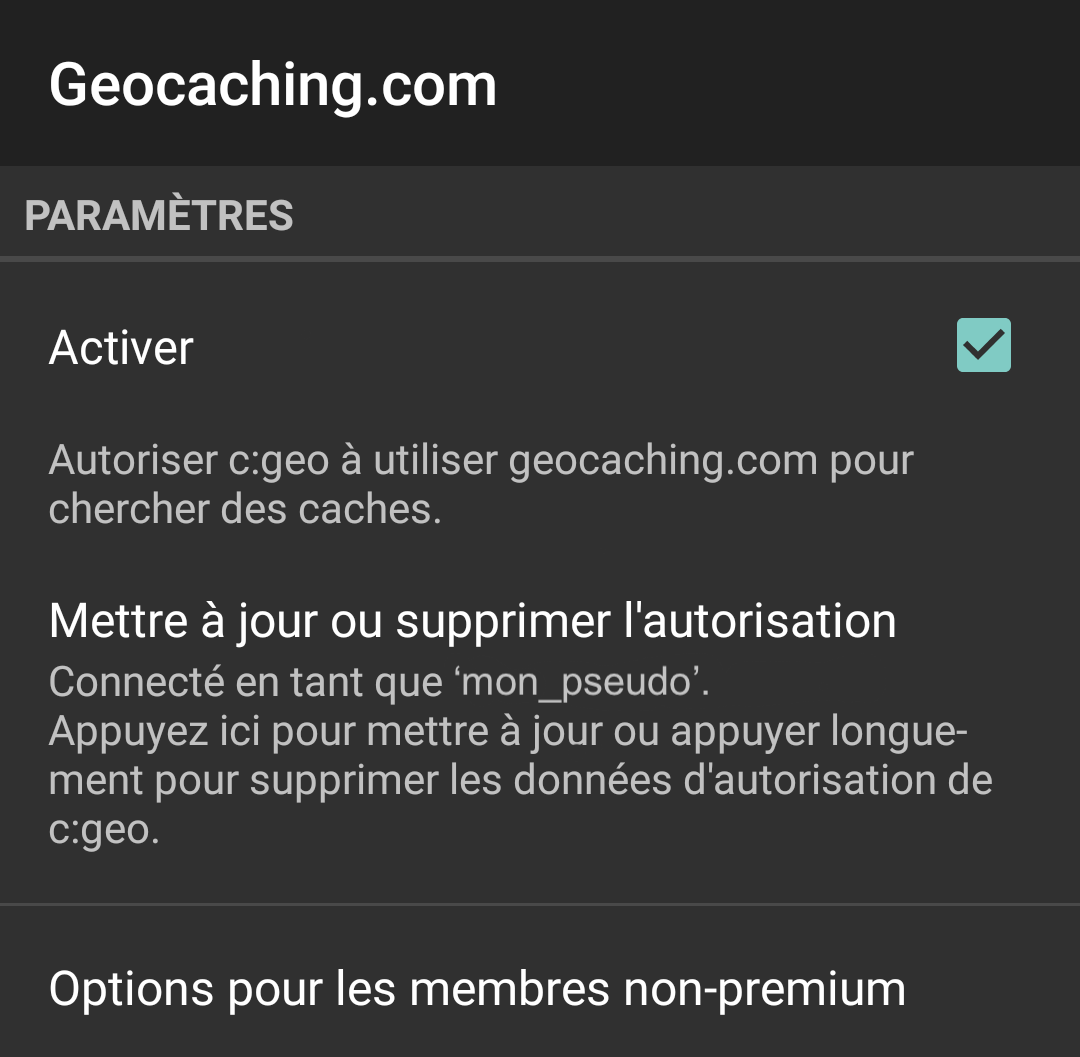 Geocaching.com
PARAMÈTRES
Activer
Autoriser c:geo à utiliser geocaching.com pour
chercher des caches.
Mettre à jour ou supprimer l'autorisation
Connecté en tant que ‘mon_pseudo’.
Appuyez ici pour mettre à jour ou appuyer longue-
ment pour supprimer les données d'autorisation de
c:geo.
Options pour les membres non-premium